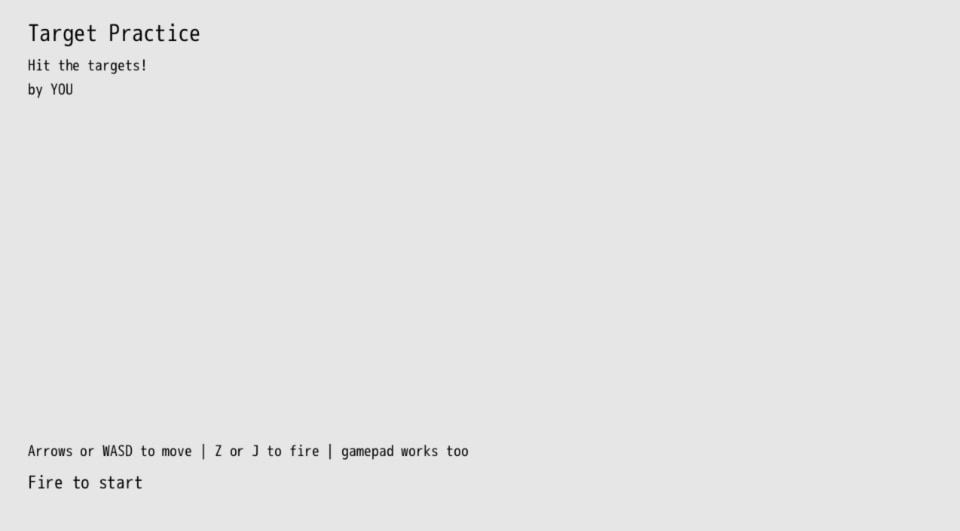 Target Practice
Hit the targets!
by YOU
Arrows or WASD to move | Z or J to fire | gamepad works too
Fire to start